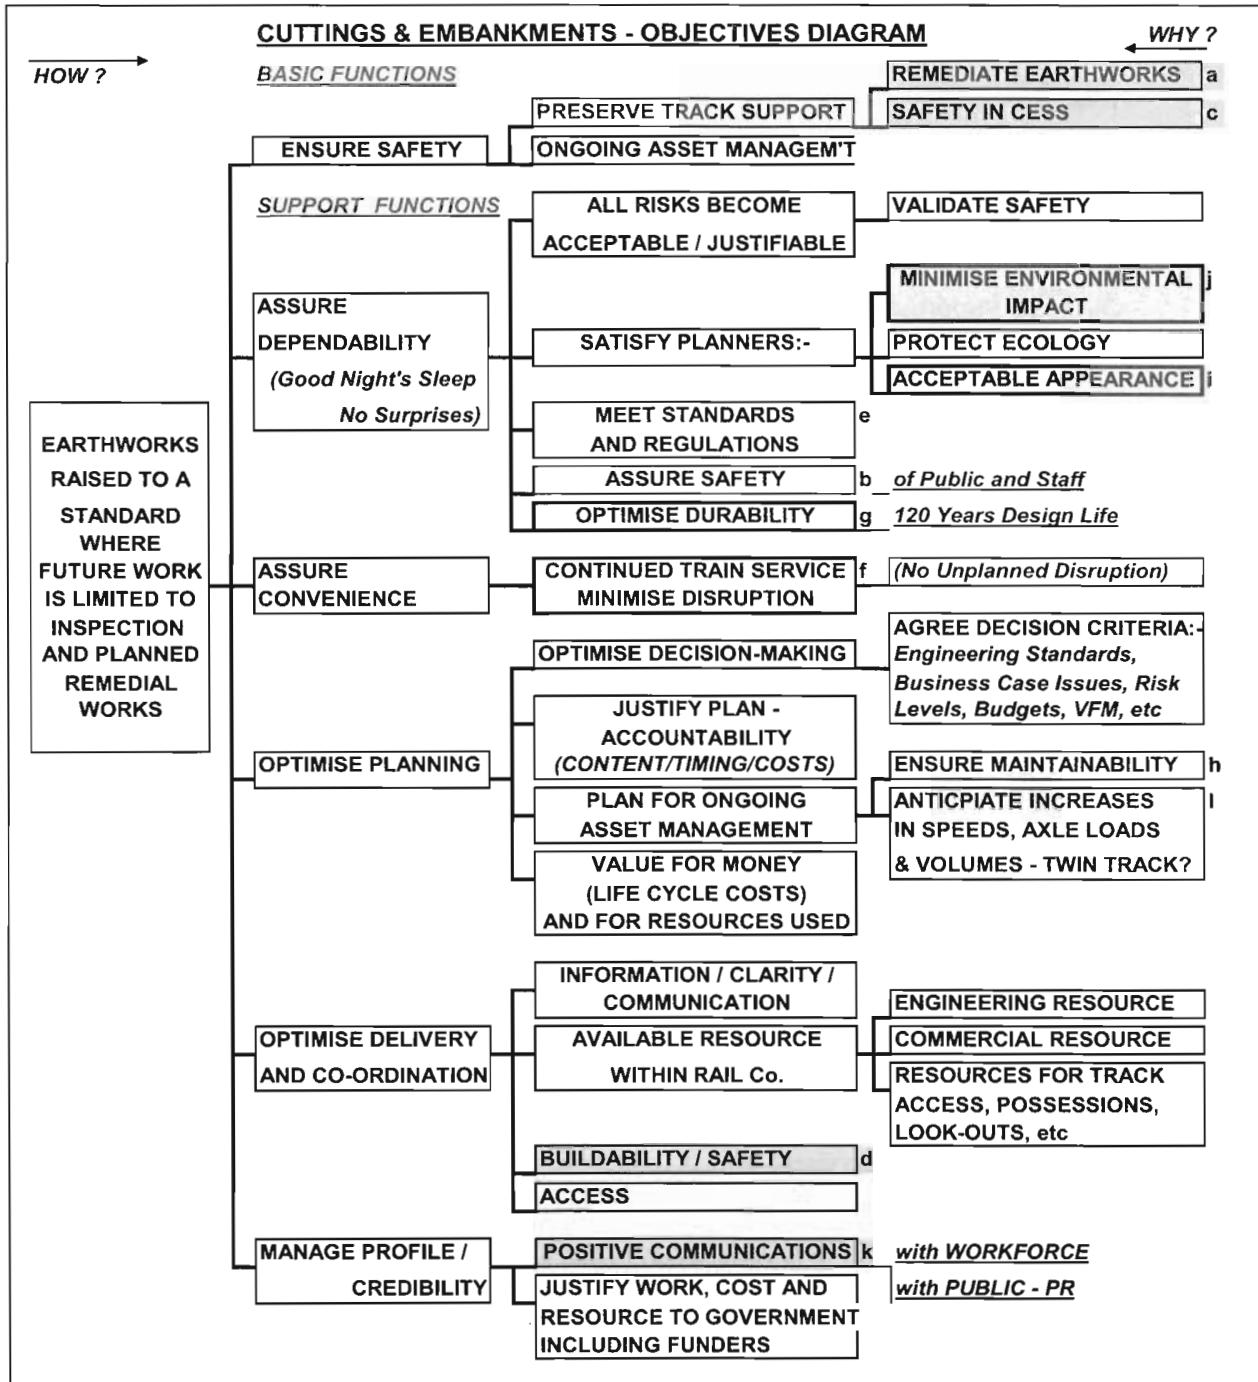 CUTTINGS & EMBANKMENTS - OBJECTIVES DIAGRAM
WHY ?
HOW ?
BASIC FUNCTIONS
REMEDIATE EARTHWORKS a
PRESERVE TRACK SUPPORT
SAFETY IN CESS c
ENSURE SAFETY
ONGOING ASSET MANAGEM'T
SUPPORT FUNCTIONS
ALL RISKS BECOME
ACCEPTABLE / JUSTIFIABLE
VALIDATE SAFETY
MINIMISE ENVIRONMENTAL j
IMPACT
ASSURE
DEPENDABILITY
(Good Night's Sleep
No Surprises)
SATISFY PLANNERS:-
PROTECT ECOLOGY
ACCEPTABLE APPEARANCE i
MEET STANDARDS e
AND REGULATIONS
ASSURE SAFETY b of Public and Staff
OPTIMISE DURABILITY g 120 Years Design Life
EARTHWORKS
RAISED TO A
STANDARD
WHERE
FUTURE WORK
IS LIMITED TO
INSPECTION
AND PLANNED
REMEDIAL
WORKS
ASSURE
CONVENIENCE
CONTINUED TRAIN SERVICE f
MINIMISE DISRUPTION
(No Unplanned Disruption)
OPTIMISE DECISION-MAKING
AGREE DECISION CRITERIA:-
Engineering Standards,
Business Case Issues, Risk
Levels, Budgets, VFM, etc
JUSTIFY PLAN -
ACCOUNTABILITY
(CONTENT/TIMING/COSTS)
OPTIMISE PLANNING
ENSURE MAINTAINABILITY h
PLAN FOR ONGOING
ASSET MANAGEMENT
ANTICPIATE INCREASES l
IN SPEEDS, AXLE LOADS
& VOLUMES - TWIN TRACK?
VALUE FOR MONEY
(LIFE CYCLE COSTS)
AND FOR RESOURCES USED
INFORMATION / CLARITY /
COMMUNICATION
ENGINEERING RESOURCE
OPTIMISE DELIVERY
AND CO-ORDINATION
AVAILABLE RESOURCE
WITHIN RAIL Co.
COMMERCIAL RESOURCE
RESOURCES FOR TRACK
ACCESS, POSSESSIONS,
LOOK-OUTS, etc
BUILDABILITY / SAFETY d
ACCESS
MANAGE PROFILE /
CREDIBILITY
POSITIVE COMMUNICATIONS k with WORKFORCE
with PUBLIC - PR
JUSTIFY WORK, COST AND
RESOURCE TO GOVERNMENT
INCLUDING FUNDERS